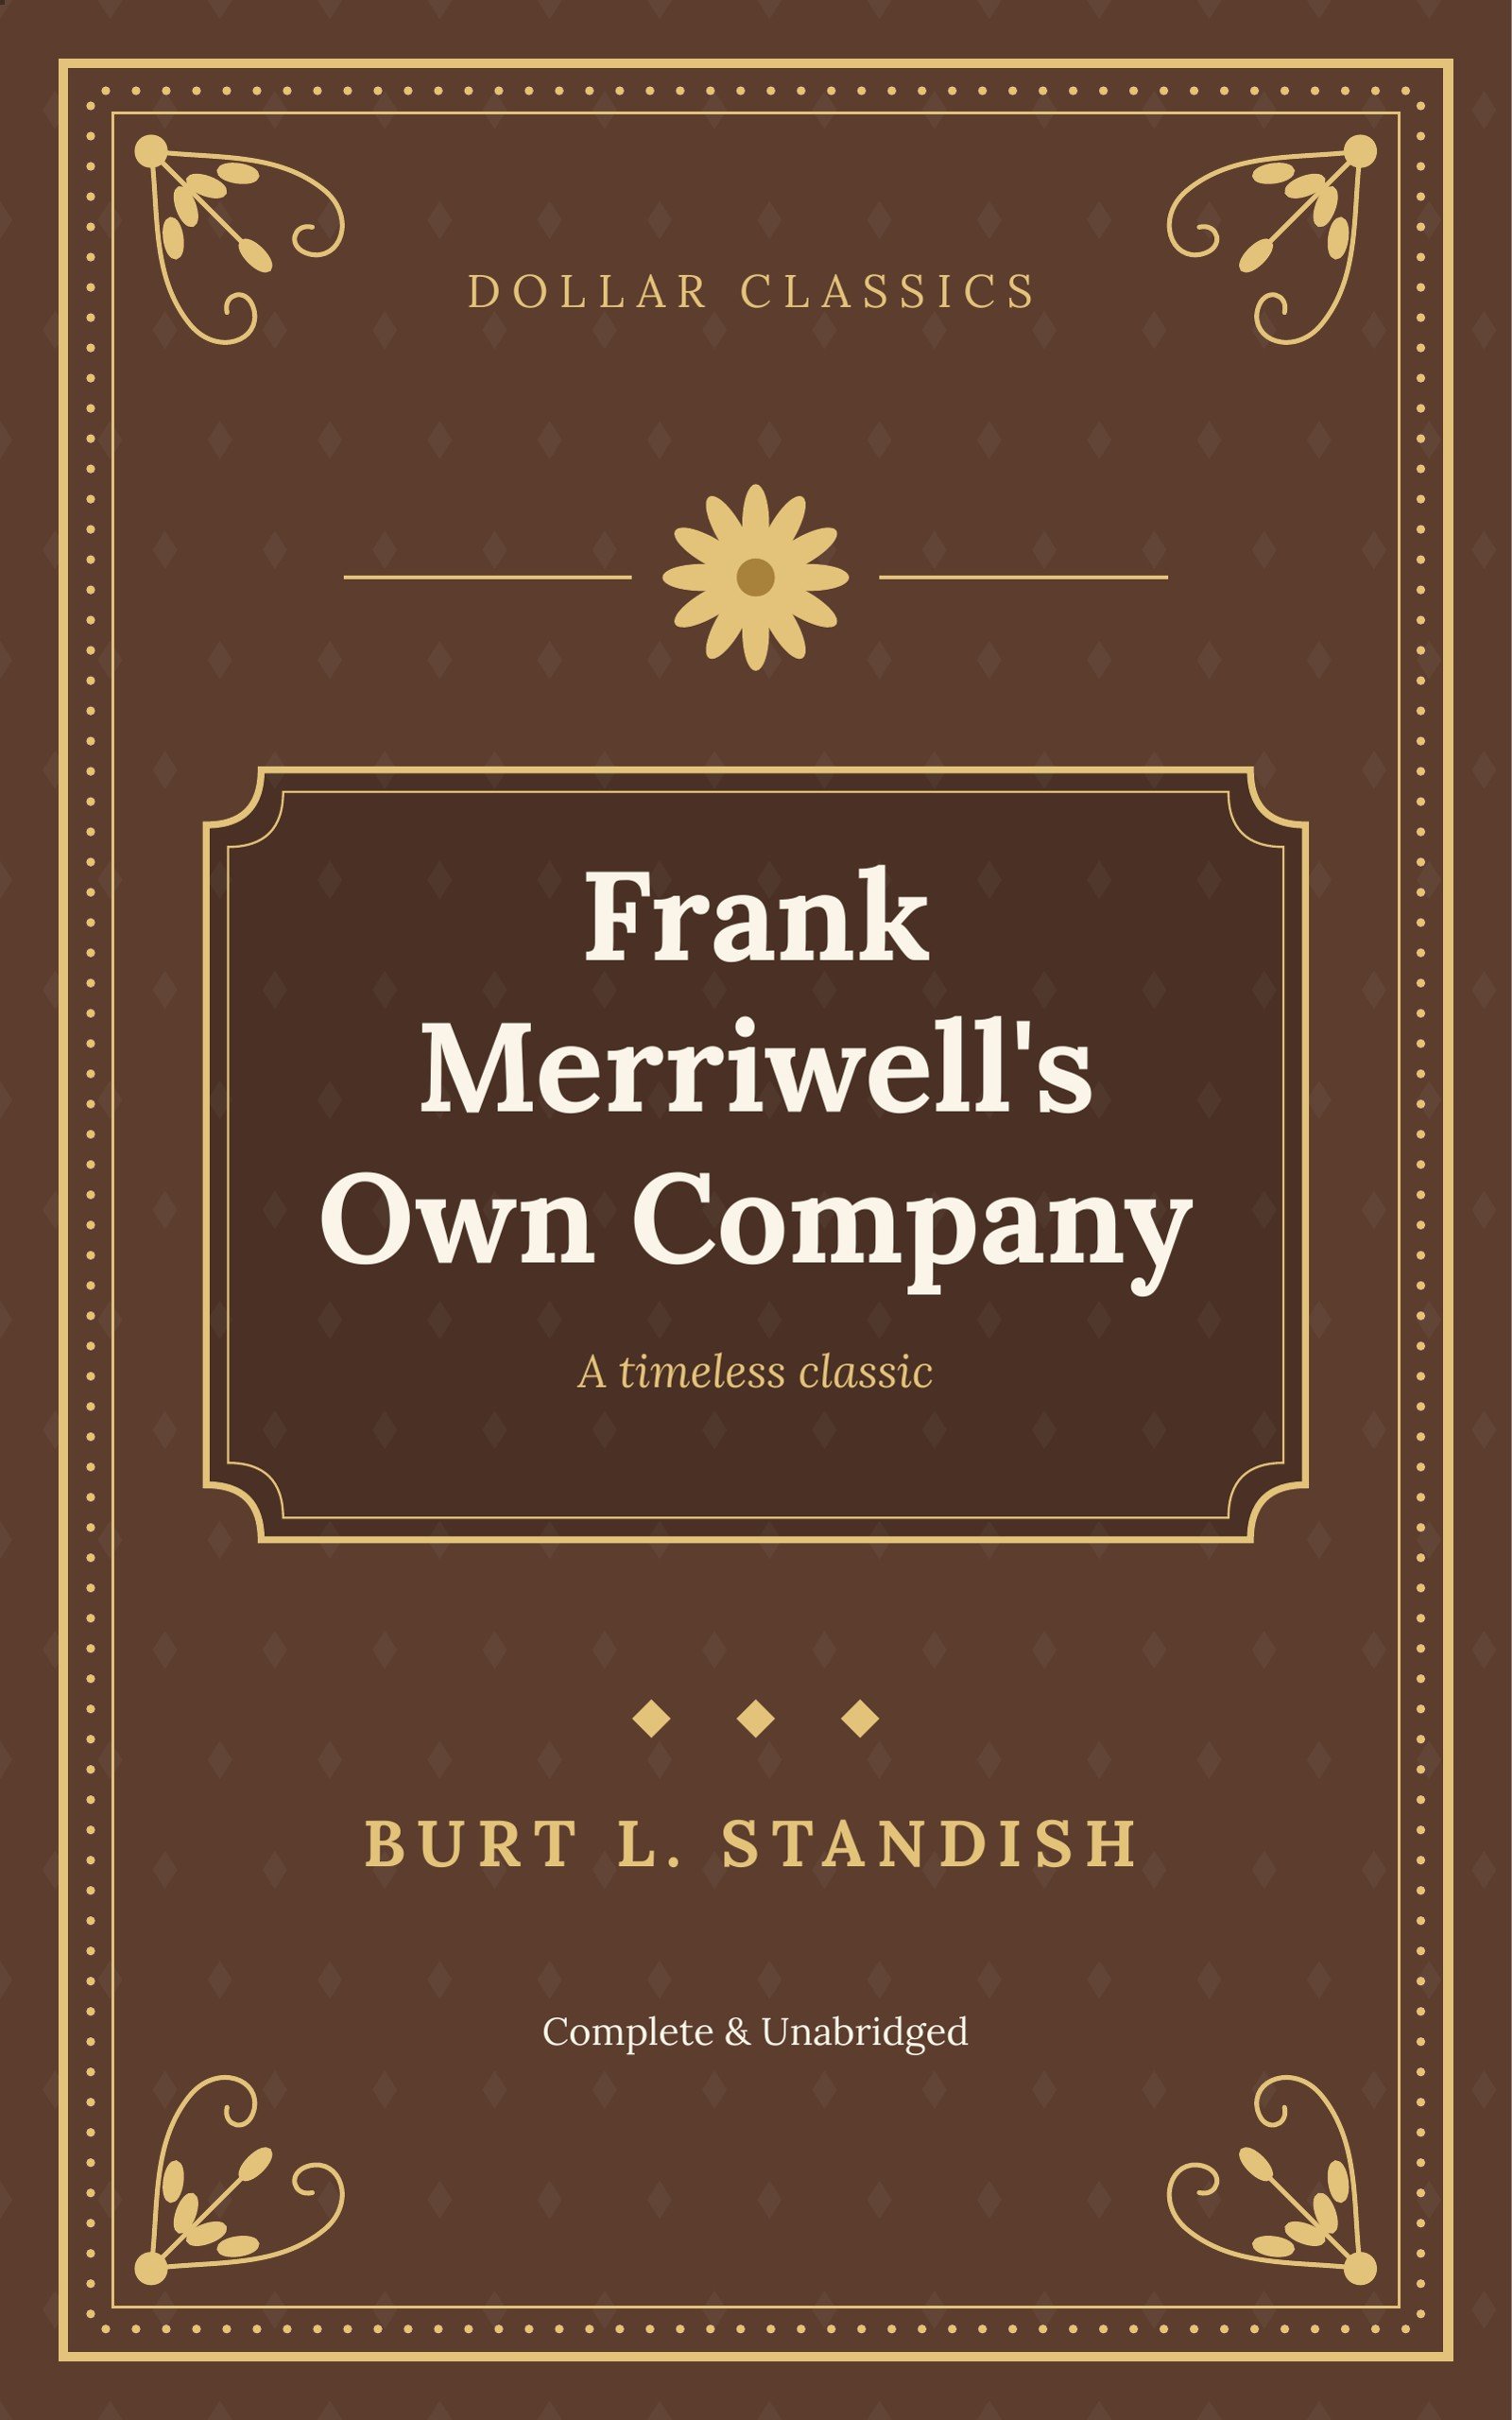 DOLLAR CLASSICS
Frank
Merriwell's
Own Company
A timeless classic
BURT L. STANDISH
Complete & Unabridged